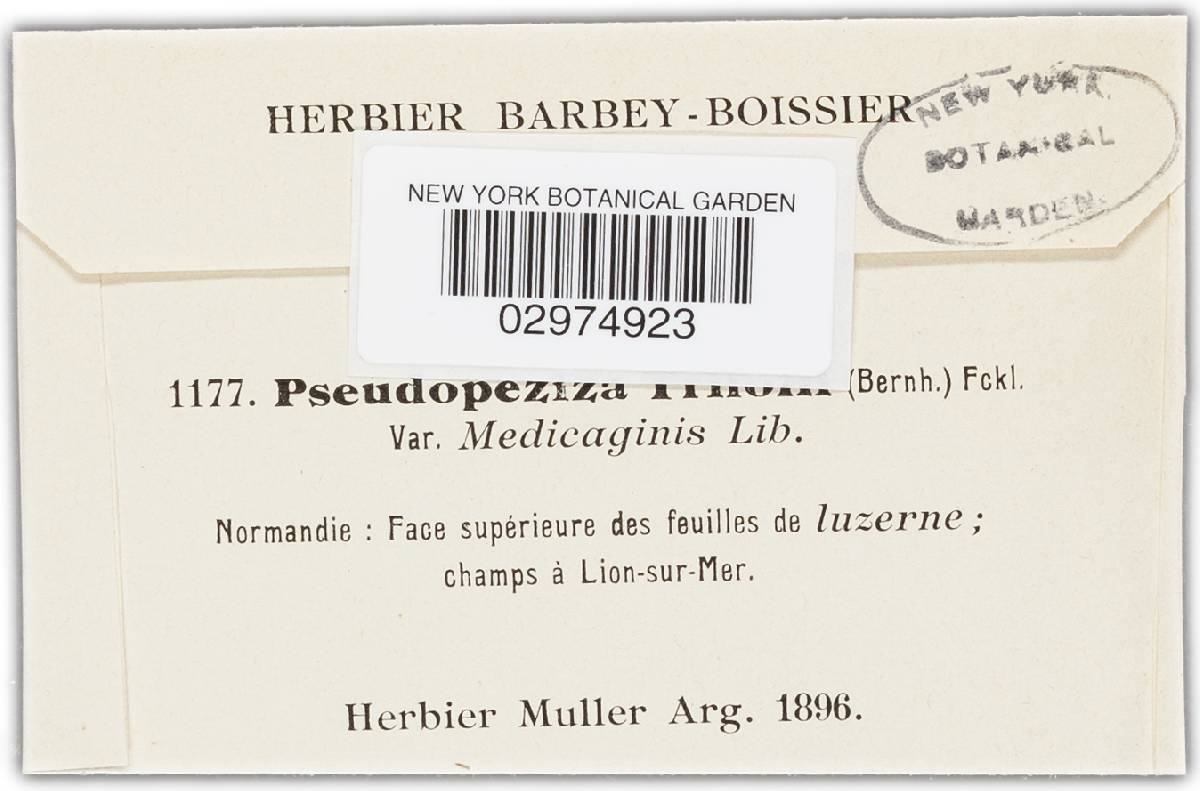 HERBIER BARBEY-BOISSIER
NEW YORK
BOTANICAL
GARDEN.
NEW YORK BOTANICAL GARDEN
02974923
1177. Pseudopeziza (Bernh.) Fckl.
Var. Medicaginis Lib.
Normandie : Face supérieure des feuilles de luzerne ;
champs à Lion-sur-Mer.
Herbier Muller Arg. 1896.